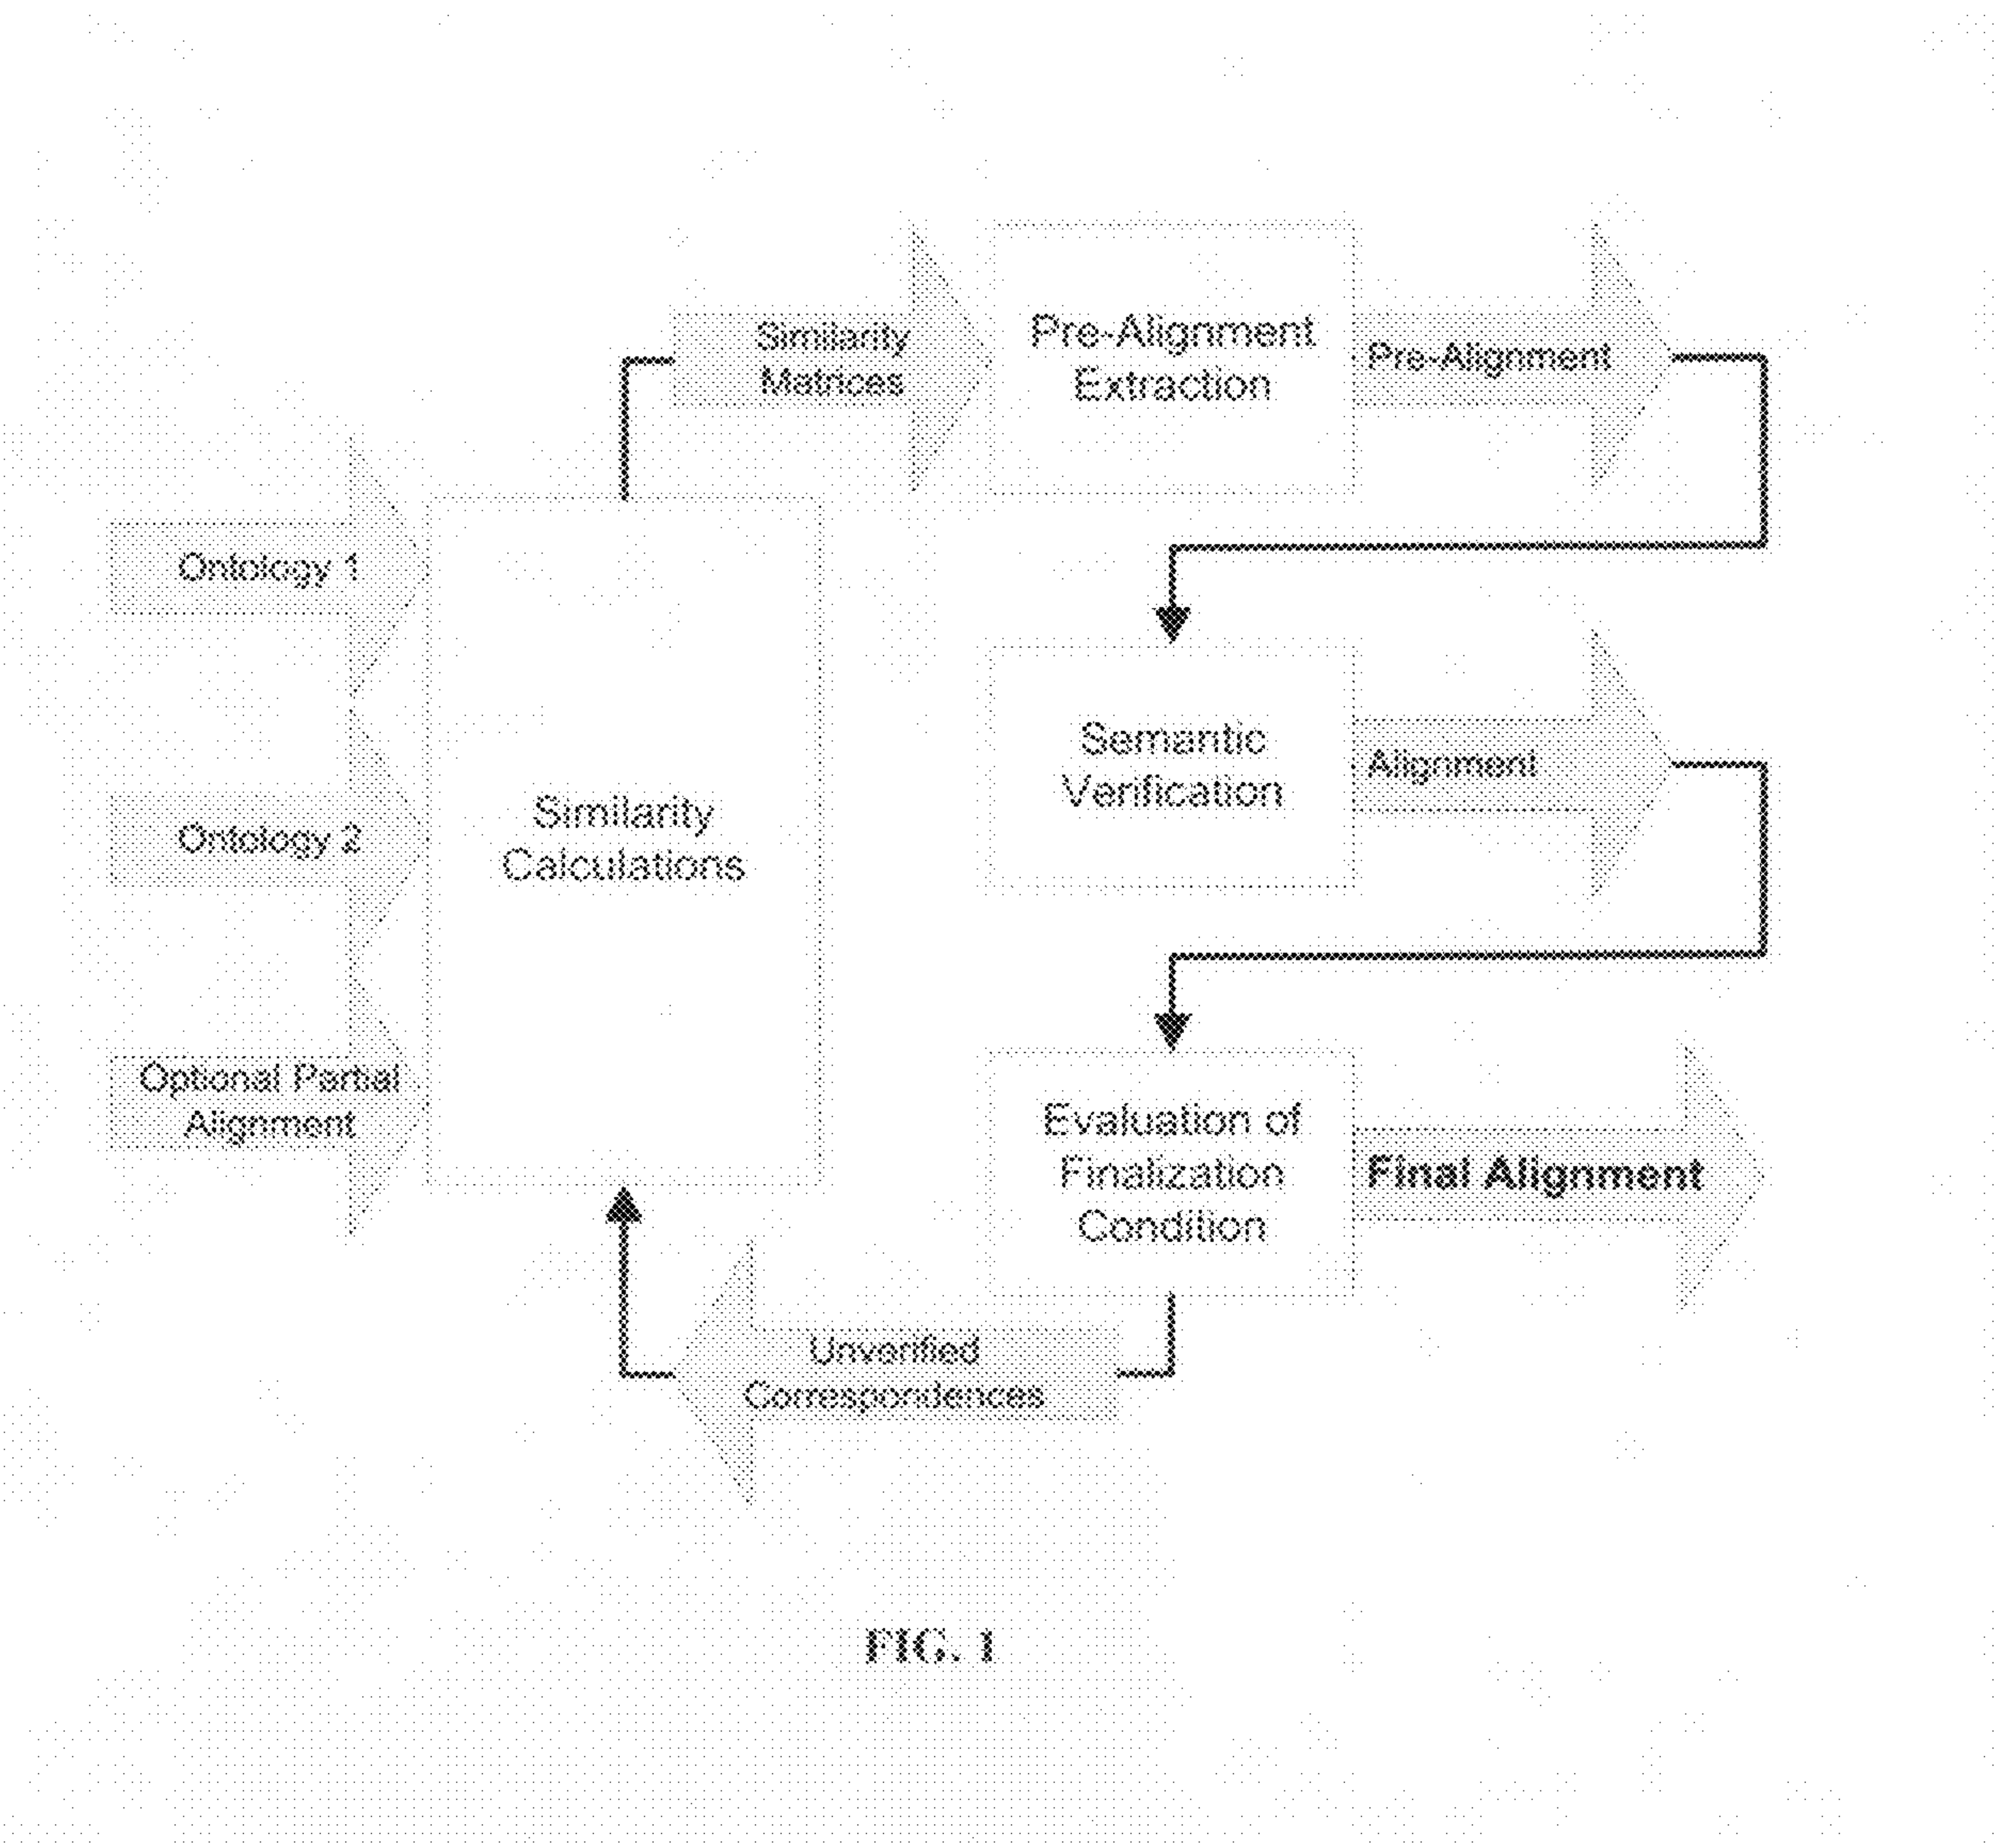 Similarity
Matrices
Pre-Alignment
Extraction
Pre-Alignment
Ontology 1
Ontology 2
Optional Partial
Alignment
Similarity
Calculations
Semantic
Verification
Alignment
Evaluation of
Finalization
Condition
Final Alignment
Unverified
Correspondences
FIG. 1